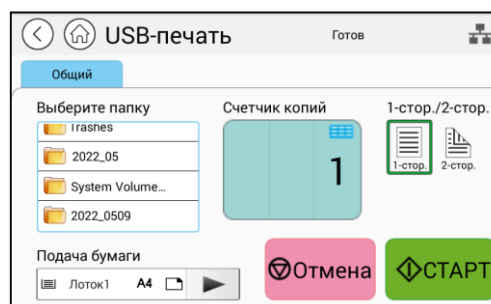 USB-печать
Готов
Общий
Выберите папку
Счетчик копий
1-стор./2-стор.
Trashes
2022_05
System Volume...
2022_0509
1
1-стор.
2-стор.
Подача бумаги
Лоток1 A4
Отмена
СТАРТ